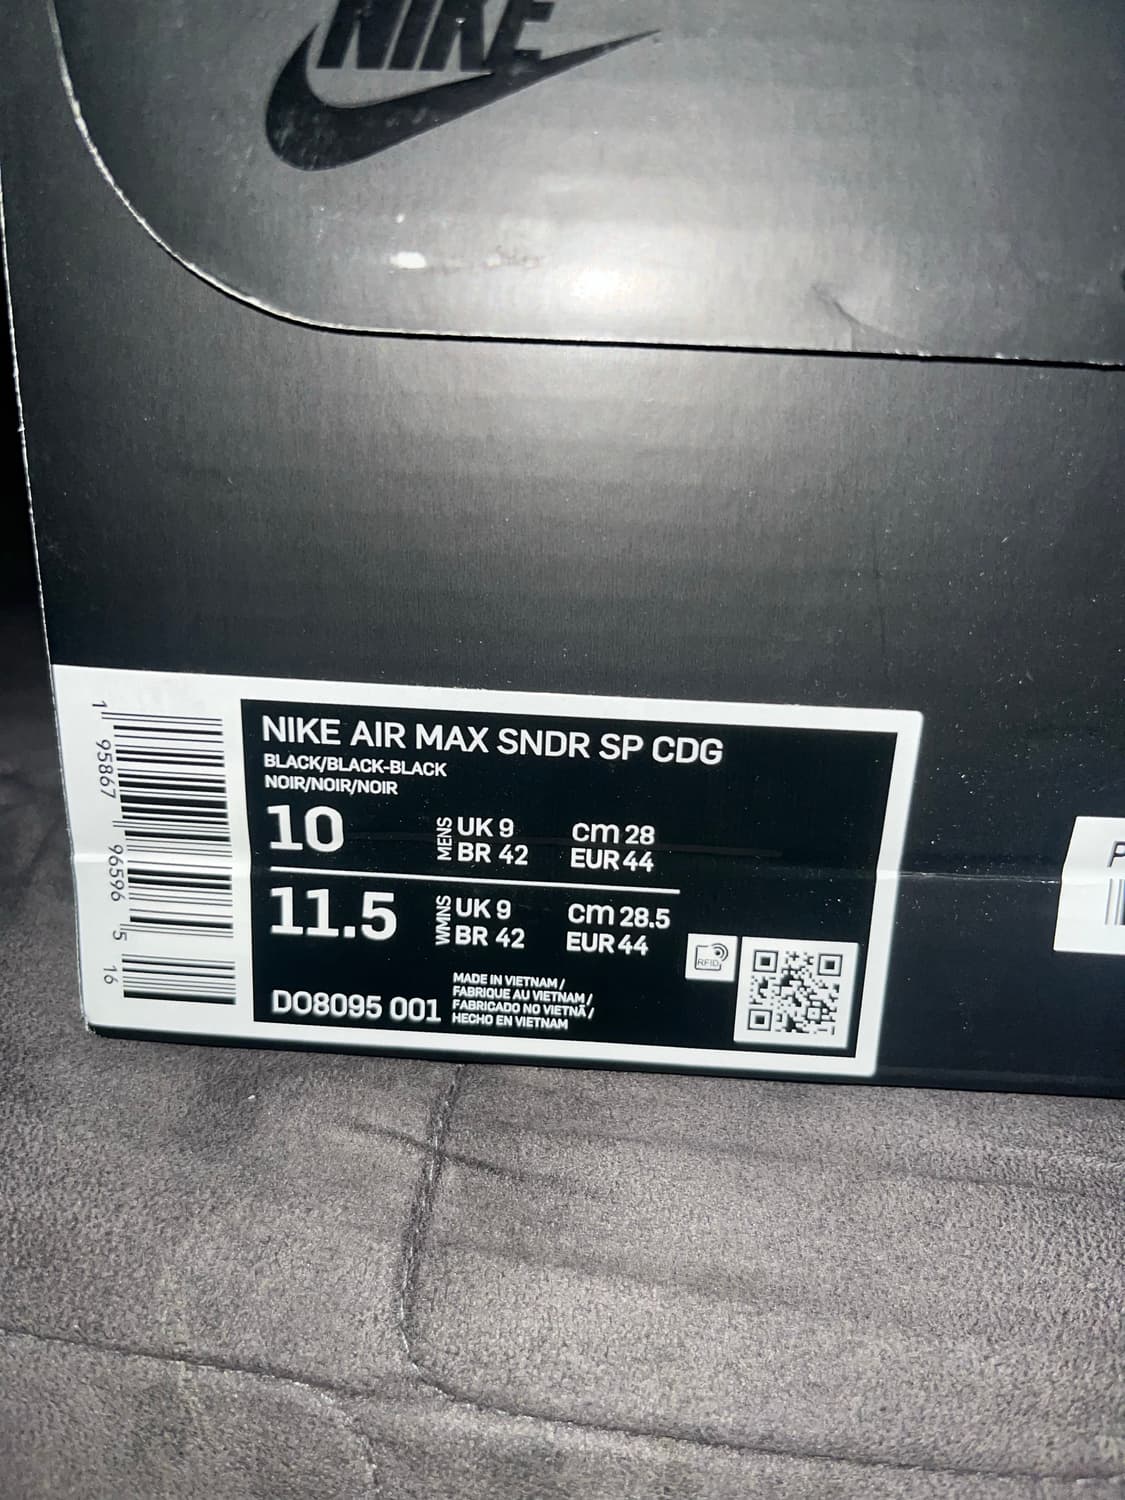 NIKE
NIKE AIR MAX SNDR SP CDG
BLACK/BLACK-BLACK
NOIR/NOIR/NOIR
10 MENS UK 9 cm 28
BR 42 EUR 44
11.5 WMNS UK 9 cm 28.5
BR 42 EUR 44
RFID
DO8095 001
MADE IN VIETNAM /
FABRIQUE AU VIETNAM /
FABRICADO NO VIETNÃ /
HECHO EN VIETNAM
1 95867 96596 5 16
P